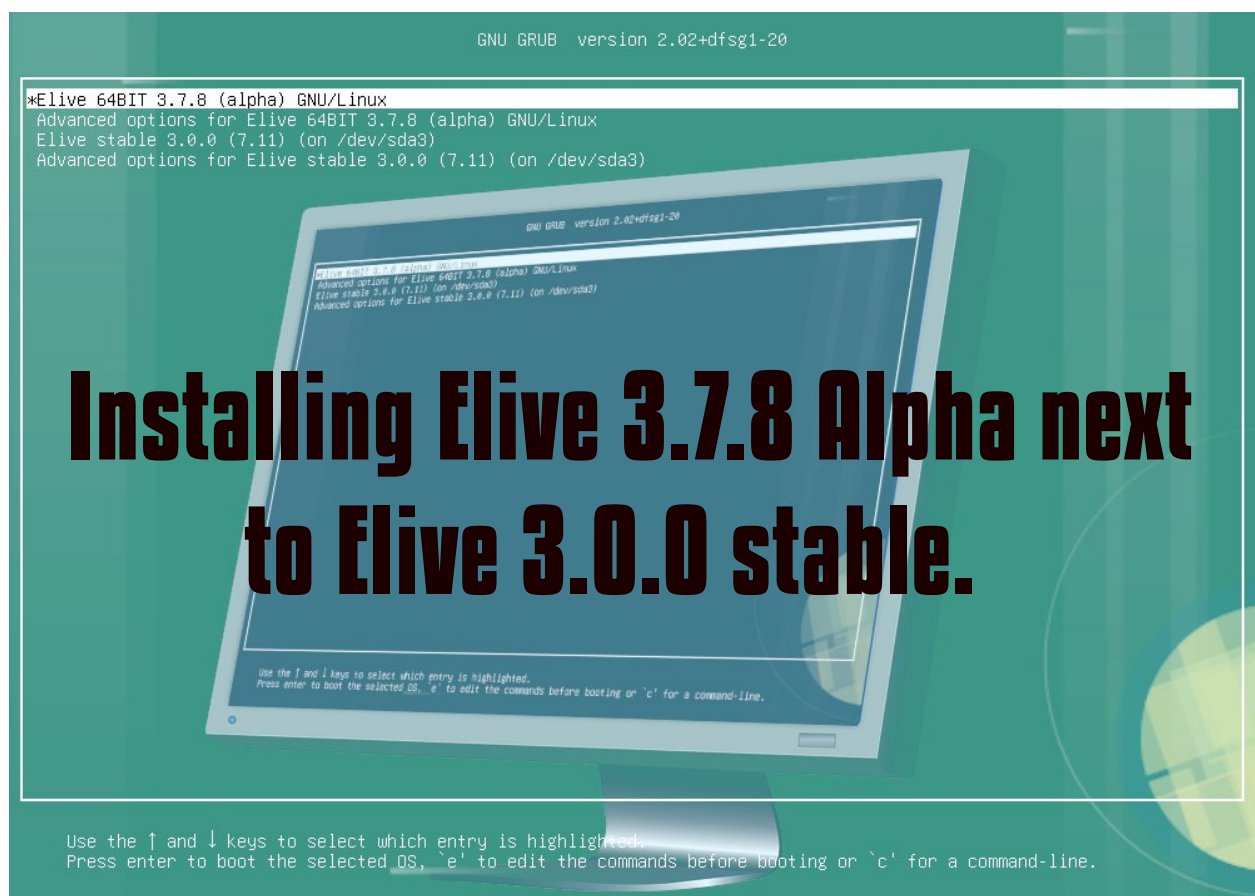 GNU GRUB version 2.02+dfsg1-20
*Elive 64BIT 3.7.8 (alpha) GNU/Linux
Advanced options for Elive 64BIT 3.7.8 (alpha) GNU/Linux
Elive stable 3.0.0 (7.11) (on /dev/sda3)
Advanced options for Elive stable 3.0.0 (7.11) (on /dev/sda3)
GNU GRUB version 2.02+dfsg1-20
*Elive 64BIT 3.7.8 (alpha) GNU/Linux
Advanced options for Elive 64BIT 3.7.8 (alpha) GNU/Linux
Elive stable 3.0.0 (7.11) (on /dev/sda3)
Advanced options for Elive stable 3.0.0 (7.11) (on /dev/sda3)
Installing Elive 3.7.8 Alpha next
to Elive 3.0.0 stable.
Use the ↑ and ↓ keys to select which entry is highlighted.
Press enter to boot the selected OS, `e' to edit the commands before booting or `c' for a command-line.
Use the ↑ and ↓ keys to select which entry is highlighted.
Press enter to boot the selected OS, `e' to edit the commands before booting or `c' for a command-line.